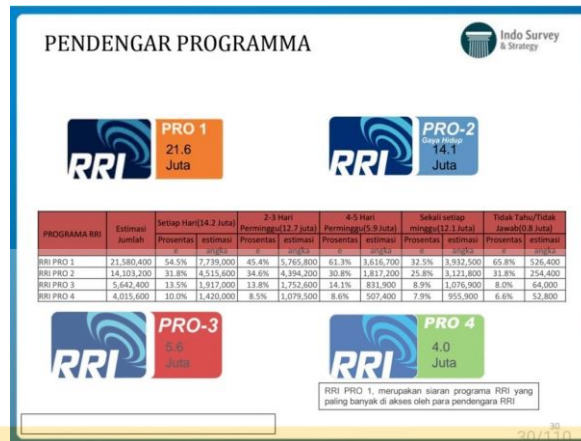 PENDENGAR PROGRAMMA
Indo Survey
& Strategy
RRI
PRO 1
21.6
Juta
RRI
PRO-2
Gaya Hidup
14.1
Juta
PROGRAMA RRI Estimasi Jumlah Setiap Hari(14.2 Juta) 2-3 Hari Perminggu(12.7 juta) 4-5 Hari Perminggu(5.9 Juta) Sekali setiap minggu(12.1 Juta) Tidak Tahu/Tidak Jawab(0.8 Juta)
Prosentase estimasi angka Prosentase estimasi angka Prosentase estimasi angka Prosentase estimasi angka Prosentase estimasi angka
RRI PRO 1 21,580,400 54.5% 7,739,000 45.4% 5,765,800 61.3% 3,616,700 32.5% 3,932,500 65.8% 526,400
RRI PRO 2 14,103,200 31.8% 4,515,600 34.6% 4,394,200 30.8% 1,817,200 25.8% 3,121,800 31.8% 254,400
RRI PRO 3 5,642,400 13.5% 1,917,000 13.8% 1,752,600 14.1% 831,900 8.9% 1,076,900 8.0% 64,000
RRI PRO 4 4,015,600 10.0% 1,420,000 8.5% 1,079,500 8.6% 507,400 7.9% 955,900 6.6% 52,800
RRI
PRO-3
5.6
Juta
RRI
PRO 4
4.0
Juta
RRI PRO 1, merupakan siaran programa RRI yang
paling banyak di akses oleh para pendengara RRI
30
30/110